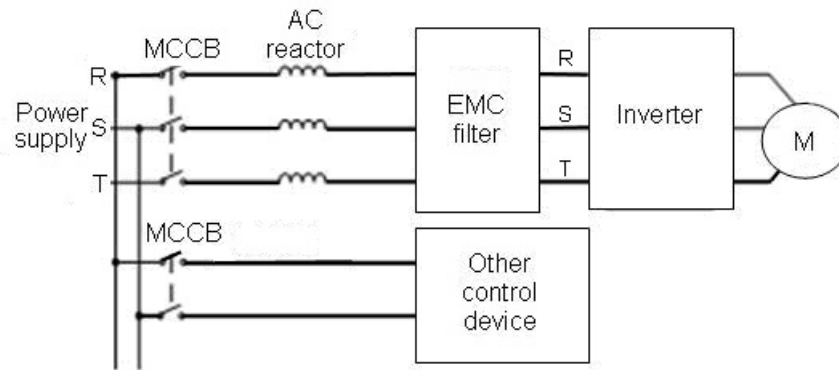 AC
reactor
MCCB
R
Power
supply
S
T
EMC
filter
R
S
T
Inverter
M
MCCB
Other
control
device